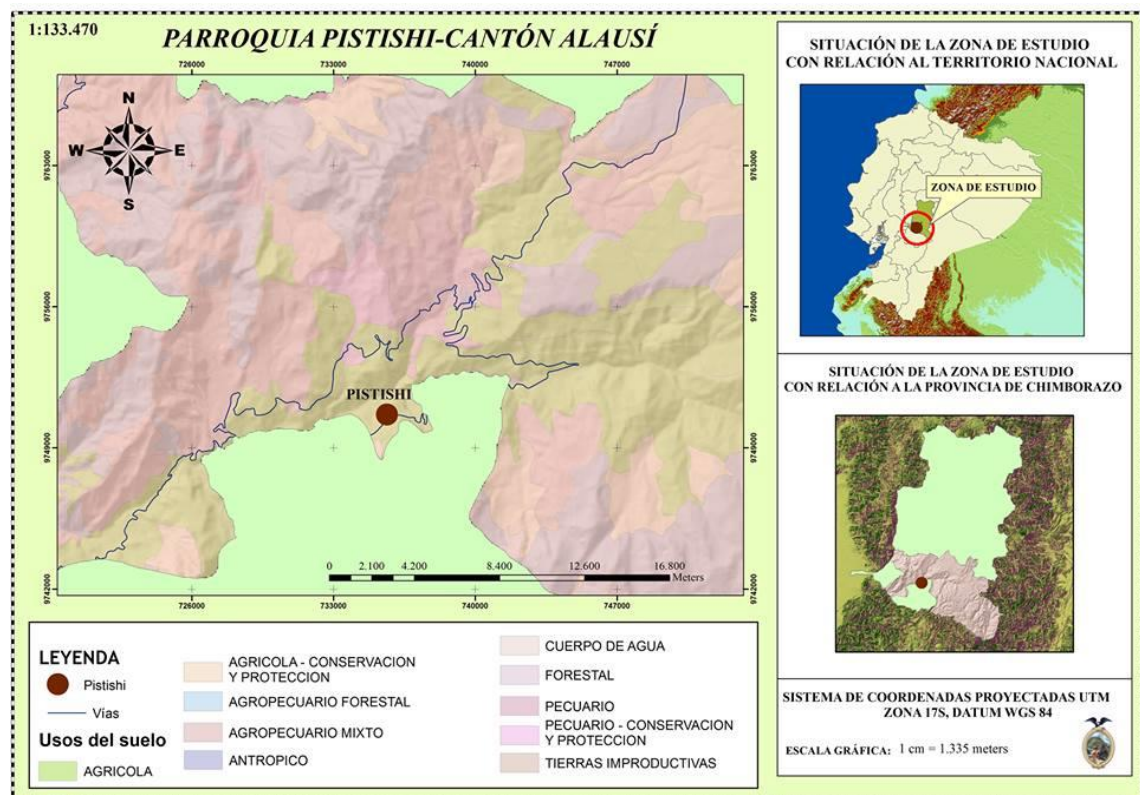 1:133.470
PARROQUIA PISTISHI-CANTÓN ALAUSÍ
726000 733000 740000 747000
N
W E
S
9763000 9763000
9756000 9756000
PISTISHI
9749000 9749000
0 2.100 4.200 8.400 12.600 16.800
Meters
9742000 9742000
726000 733000 740000 747000
LEYENDA
Pistishi
Vías
Usos del suelo
AGRICOLA
AGRICOLA - CONSERVACION
Y PROTECCION
AGROPECUARIO FORESTAL
AGROPECUARIO MIXTO
ANTROPICO
CUERPO DE AGUA
FORESTAL
PECUARIO
PECUARIO - CONSERVACION
Y PROTECCION
TIERRAS IMPRODUCTIVAS
SITUACIÓN DE LA ZONA DE ESTUDIO
CON RELACIÓN AL TERRITORIO NACIONAL
ZONA DE ESTUDIO
SITUACIÓN DE LA ZONA DE ESTUDIO
CON RELACIÓN A LA PROVINCIA DE CHIMBORAZO
SISTEMA DE COORDENADAS PROYECTADAS UTM
ZONA 17S, DATUM WGS 84
ESCALA GRÁFICA: 1 cm = 1.335 meters